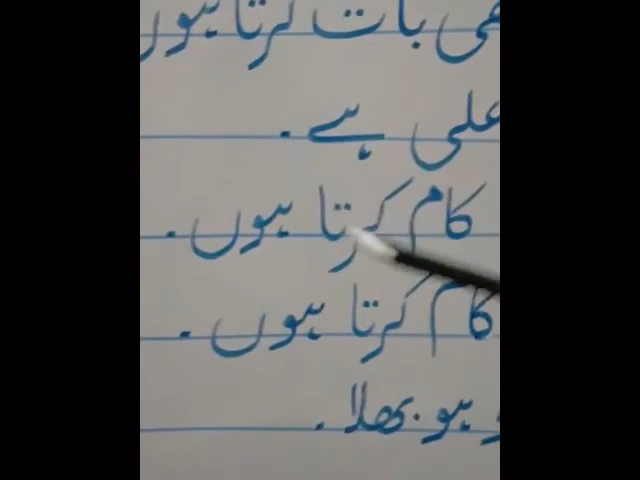 بات کرتا ہوں
علی ہے۔
کام کرتا ہوں۔
کام کرتا ہوں۔
ہو بھلا۔